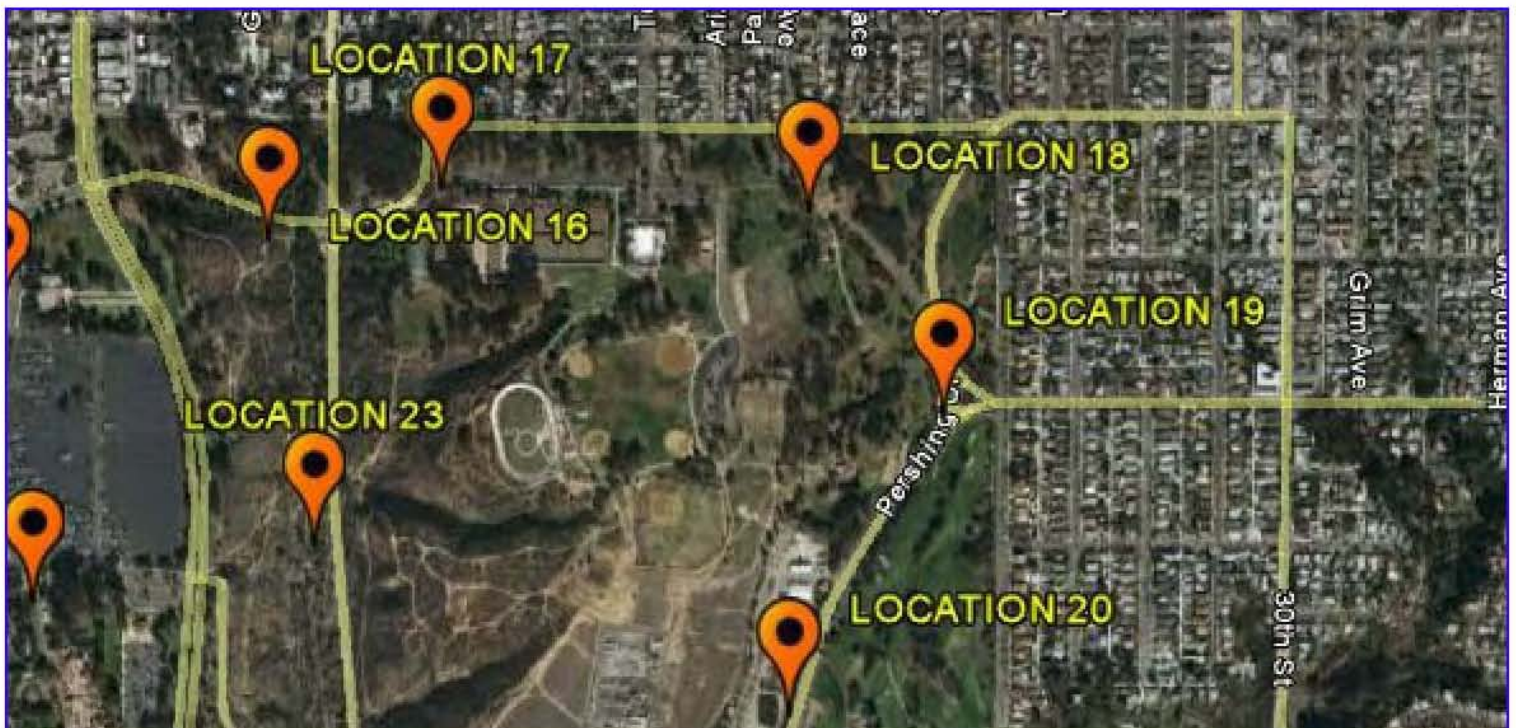 LOCATION 17
LOCATION 18
LOCATION 16
LOCATION 19
Grim Ave
Herman Ave
LOCATION 23
Pershing
LOCATION 20
30th St